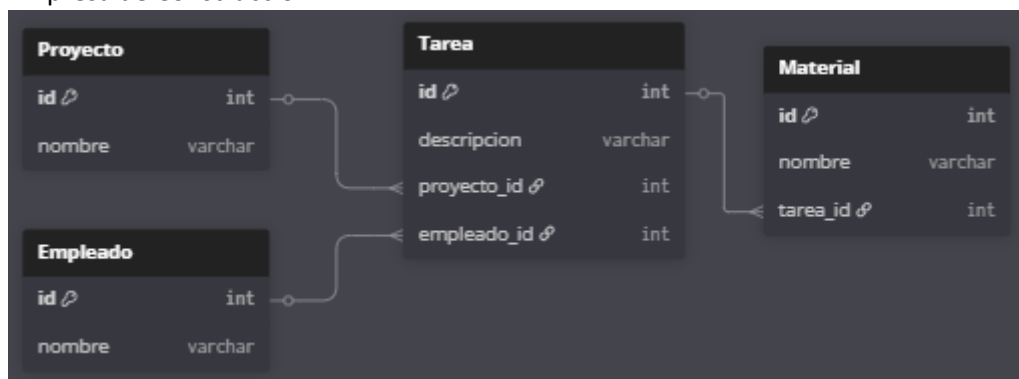 Proyecto
id int
nombre varchar
Tarea
id int
descripcion varchar
proyecto_id int
empleado_id int
Material
id int
nombre varchar
tarea_id int
Empleado
id int
nombre varchar